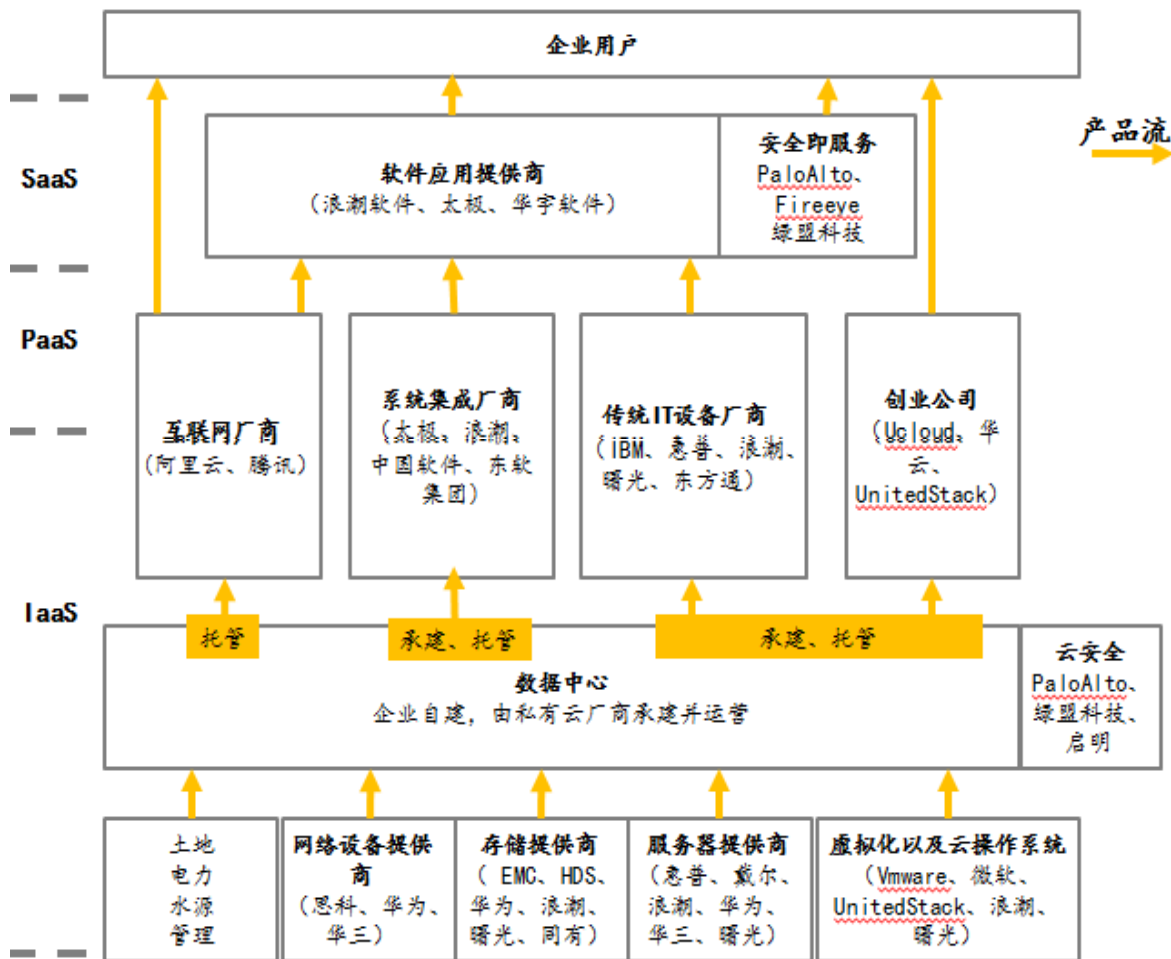 企业用户
产品流
SaaS
软件应用提供商
(浪潮软件、太极、华宇软件)
安全即服务
PaloAlto、
Fireeye
绿盟科技
PaaS
互联网厂商
(阿里云、腾讯)
系统集成厂商
(太极、浪潮、
中国软件、东软
集团)
传统IT设备厂商
(IBM、惠普、浪潮、
曙光、东方通)
创业公司
(Ucloud、华
云、
UnitedStack)
IaaS
托管
承建、托管
承建、托管
数据中心
企业自建，由私有云厂商承建并运营
云安全
PaloAlto、
绿盟科技、
启明
土地
电力
水源
管理
网络设备提供
商
(思科、华为、
华三)
存储提供商
( EMC、HDS、
华为、浪潮、
曙光、同有)
服务器提供商
(惠普、戴尔、
浪潮、华为、
华三、曙光)
虚拟化以及云操作系统
(Vmware、微软、
UnitedStack、浪潮、
曙光)